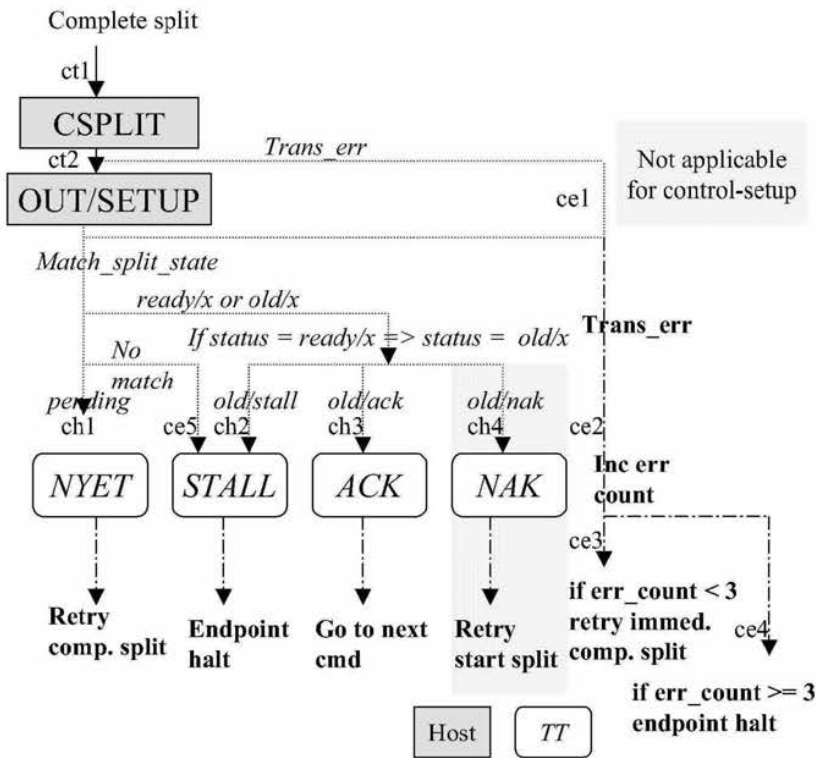 Complete split
ct1
CSPLIT
ct2
Trans_err
OUT/SETUP
Not applicable
for control-setup
ce1
Match_split_state
ready/x or old/x
Trans_err
If status = ready/x => status = old/x
No
match
pending
old/stall
old/ack
old/nak
ch1
ce5
ch2
ch3
ch4
ce2
NYET
STALL
ACK
NAK
Inc err
count
ce3
Retry
comp. split
Endpoint
halt
Go to next
cmd
Retry
start split
if err_count < 3
retry immed.
comp. split
ce4
if err_count >= 3
endpoint halt
Host
TT